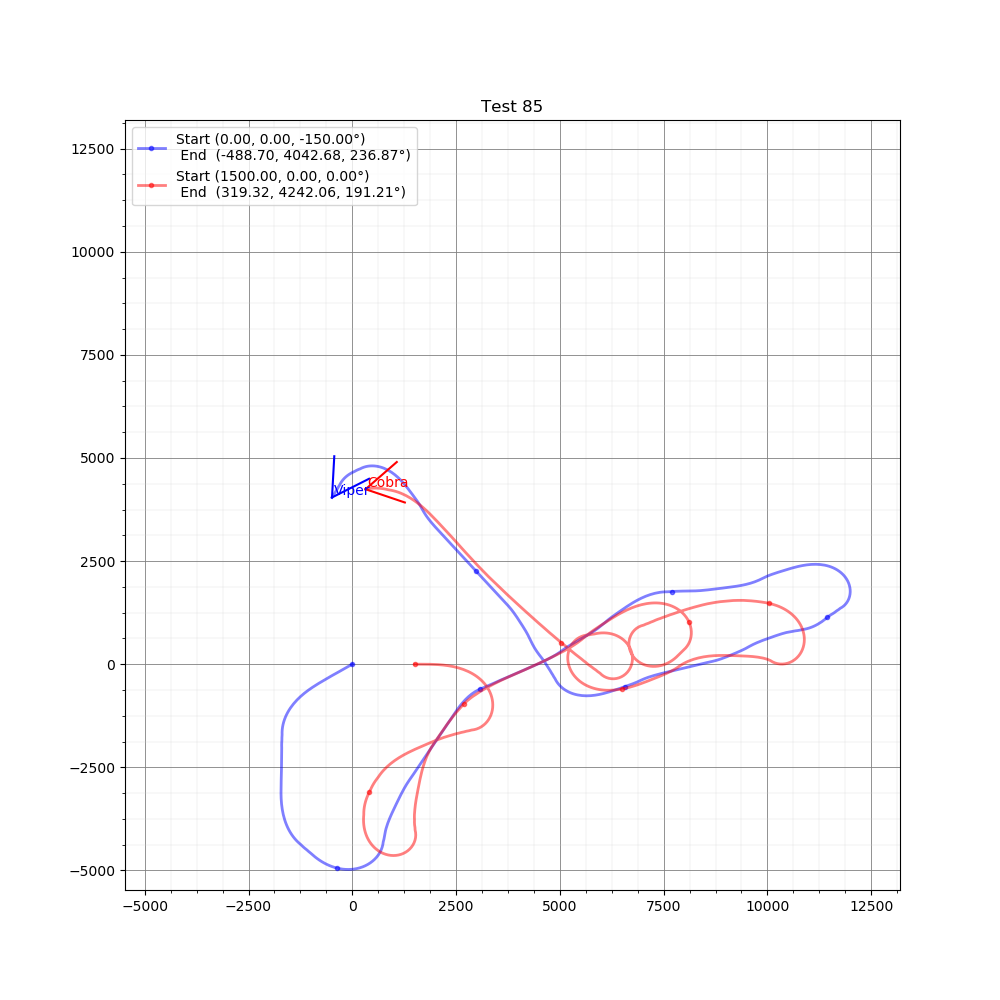 Test 85
Start (0.00, 0.00, -150.00°)
End (-488.70, 4042.68, 236.87°)
Start (1500.00, 0.00, 0.00°)
End (319.32, 4242.06, 191.21°)
12500
10000
7500
5000
2500
0
−2500
−5000
Viper
Cobra
−5000 −2500 0 2500 5000 7500 10000 12500